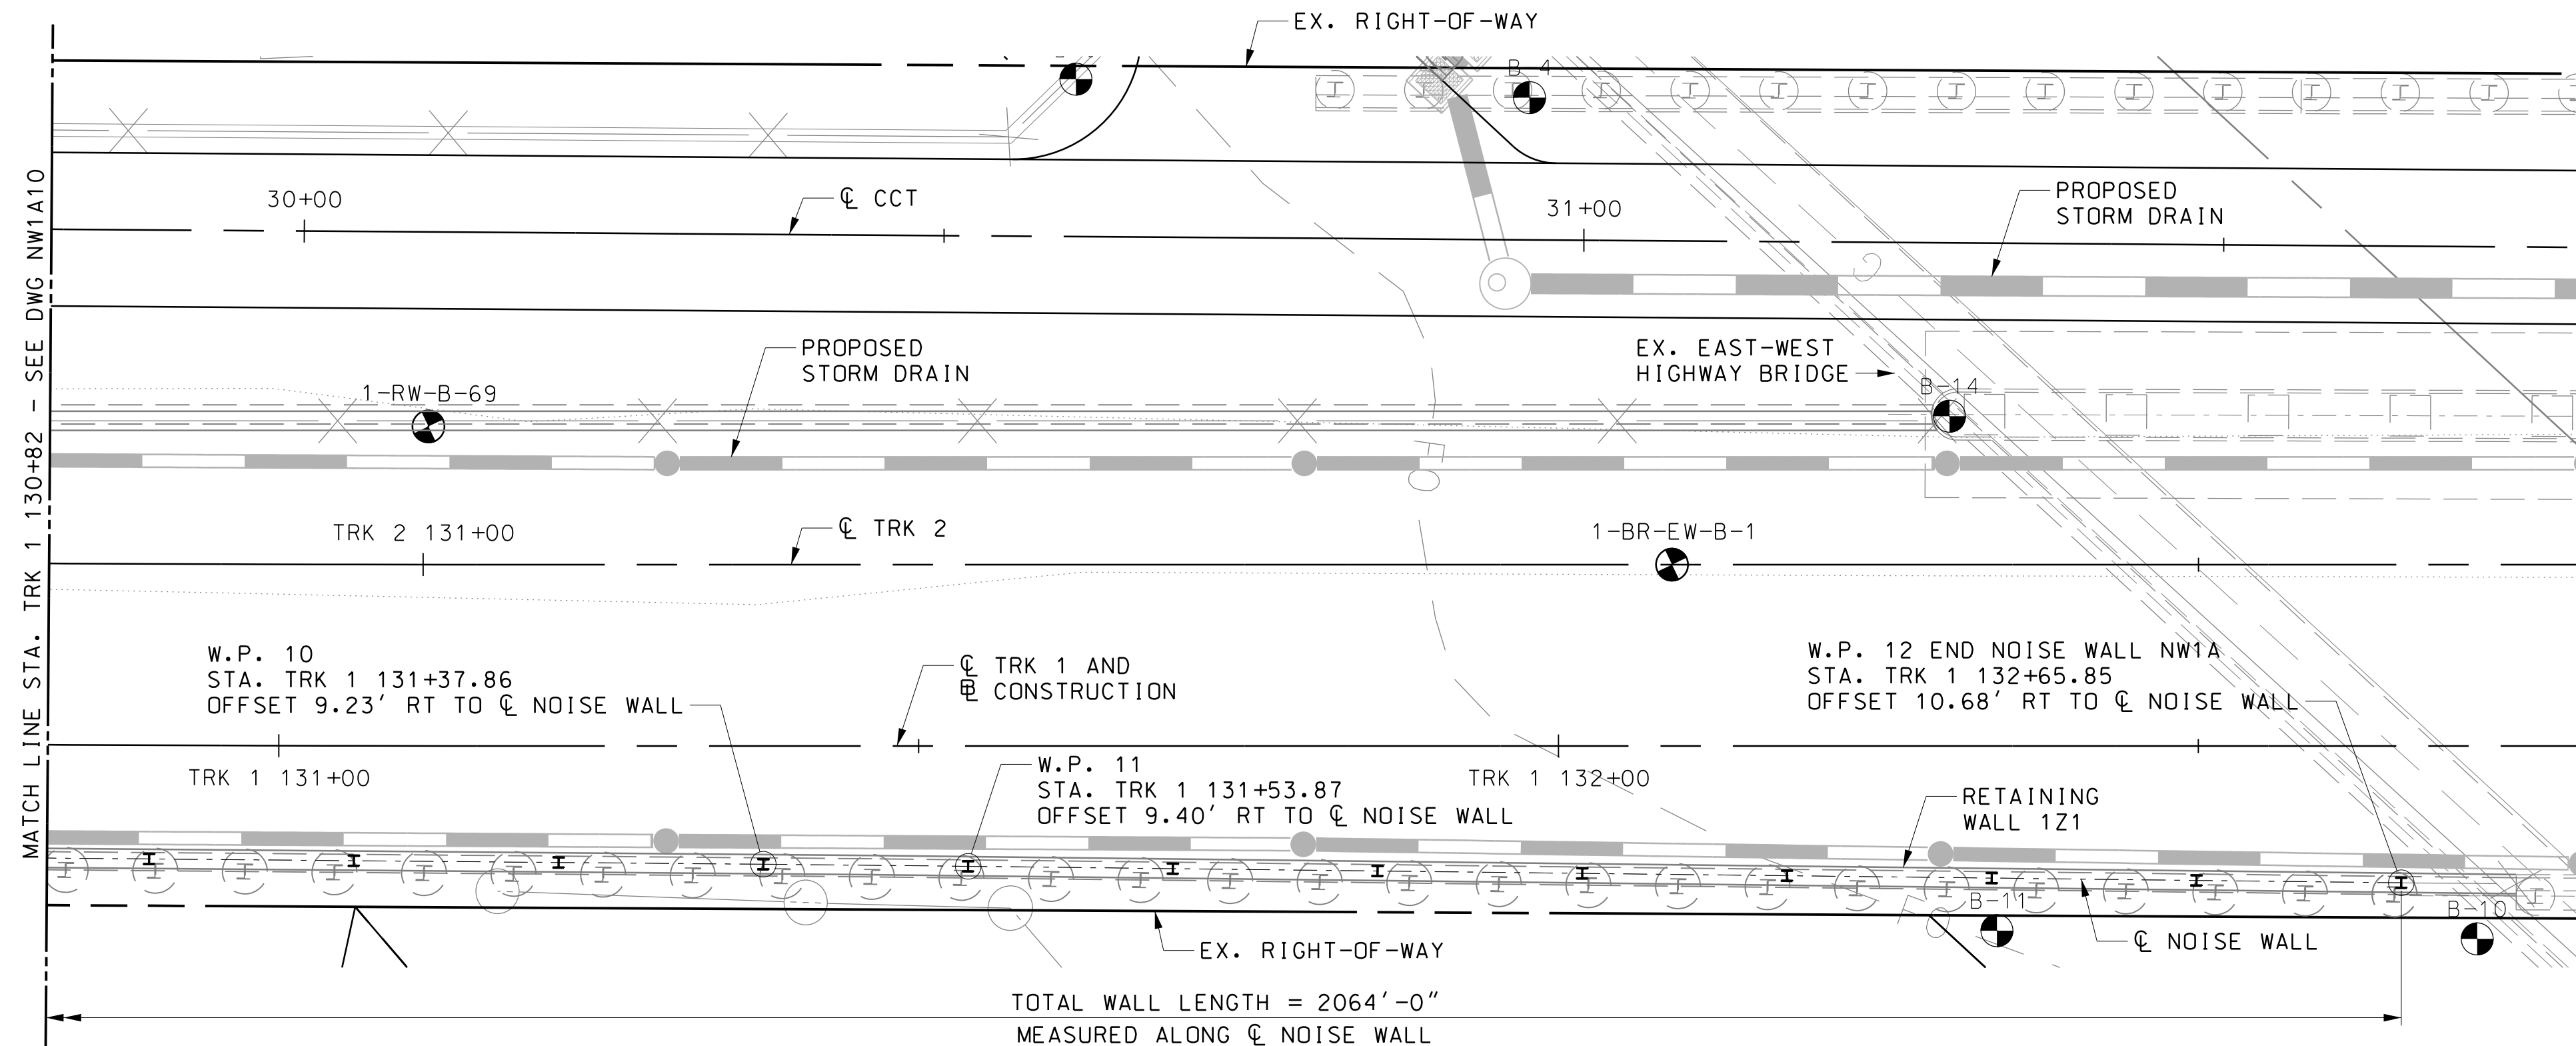 EX. RIGHT-OF-WAY
B-4
MATCH LINE STA. TRK 1 130+82 - SEE DWG NW1A10
30+00
℄ CCT
31+00
PROPOSED
STORM DRAIN
PROPOSED
STORM DRAIN
EX. EAST-WEST
HIGHWAY BRIDGE
1-RW-B-69
B-14
TRK 2 131+00
℄ TRK 2
1-BR-EW-B-1
W.P. 10
STA. TRK 1 131+37.86
OFFSET 9.23' RT TO ℄ NOISE WALL
℄ TRK 1 AND
BL CONSTRUCTION
W.P. 12 END NOISE WALL NW1A
STA. TRK 1 132+65.85
OFFSET 10.68' RT TO ℄ NOISE WALL
TRK 1 131+00
W.P. 11
STA. TRK 1 131+53.87
OFFSET 9.40' RT TO ℄ NOISE WALL
TRK 1 132+00
RETAINING
WALL 1Z1
B-11
B-10
EX. RIGHT-OF-WAY
℄ NOISE WALL
TOTAL WALL LENGTH = 2064'-0"
MEASURED ALONG ℄ NOISE WALL